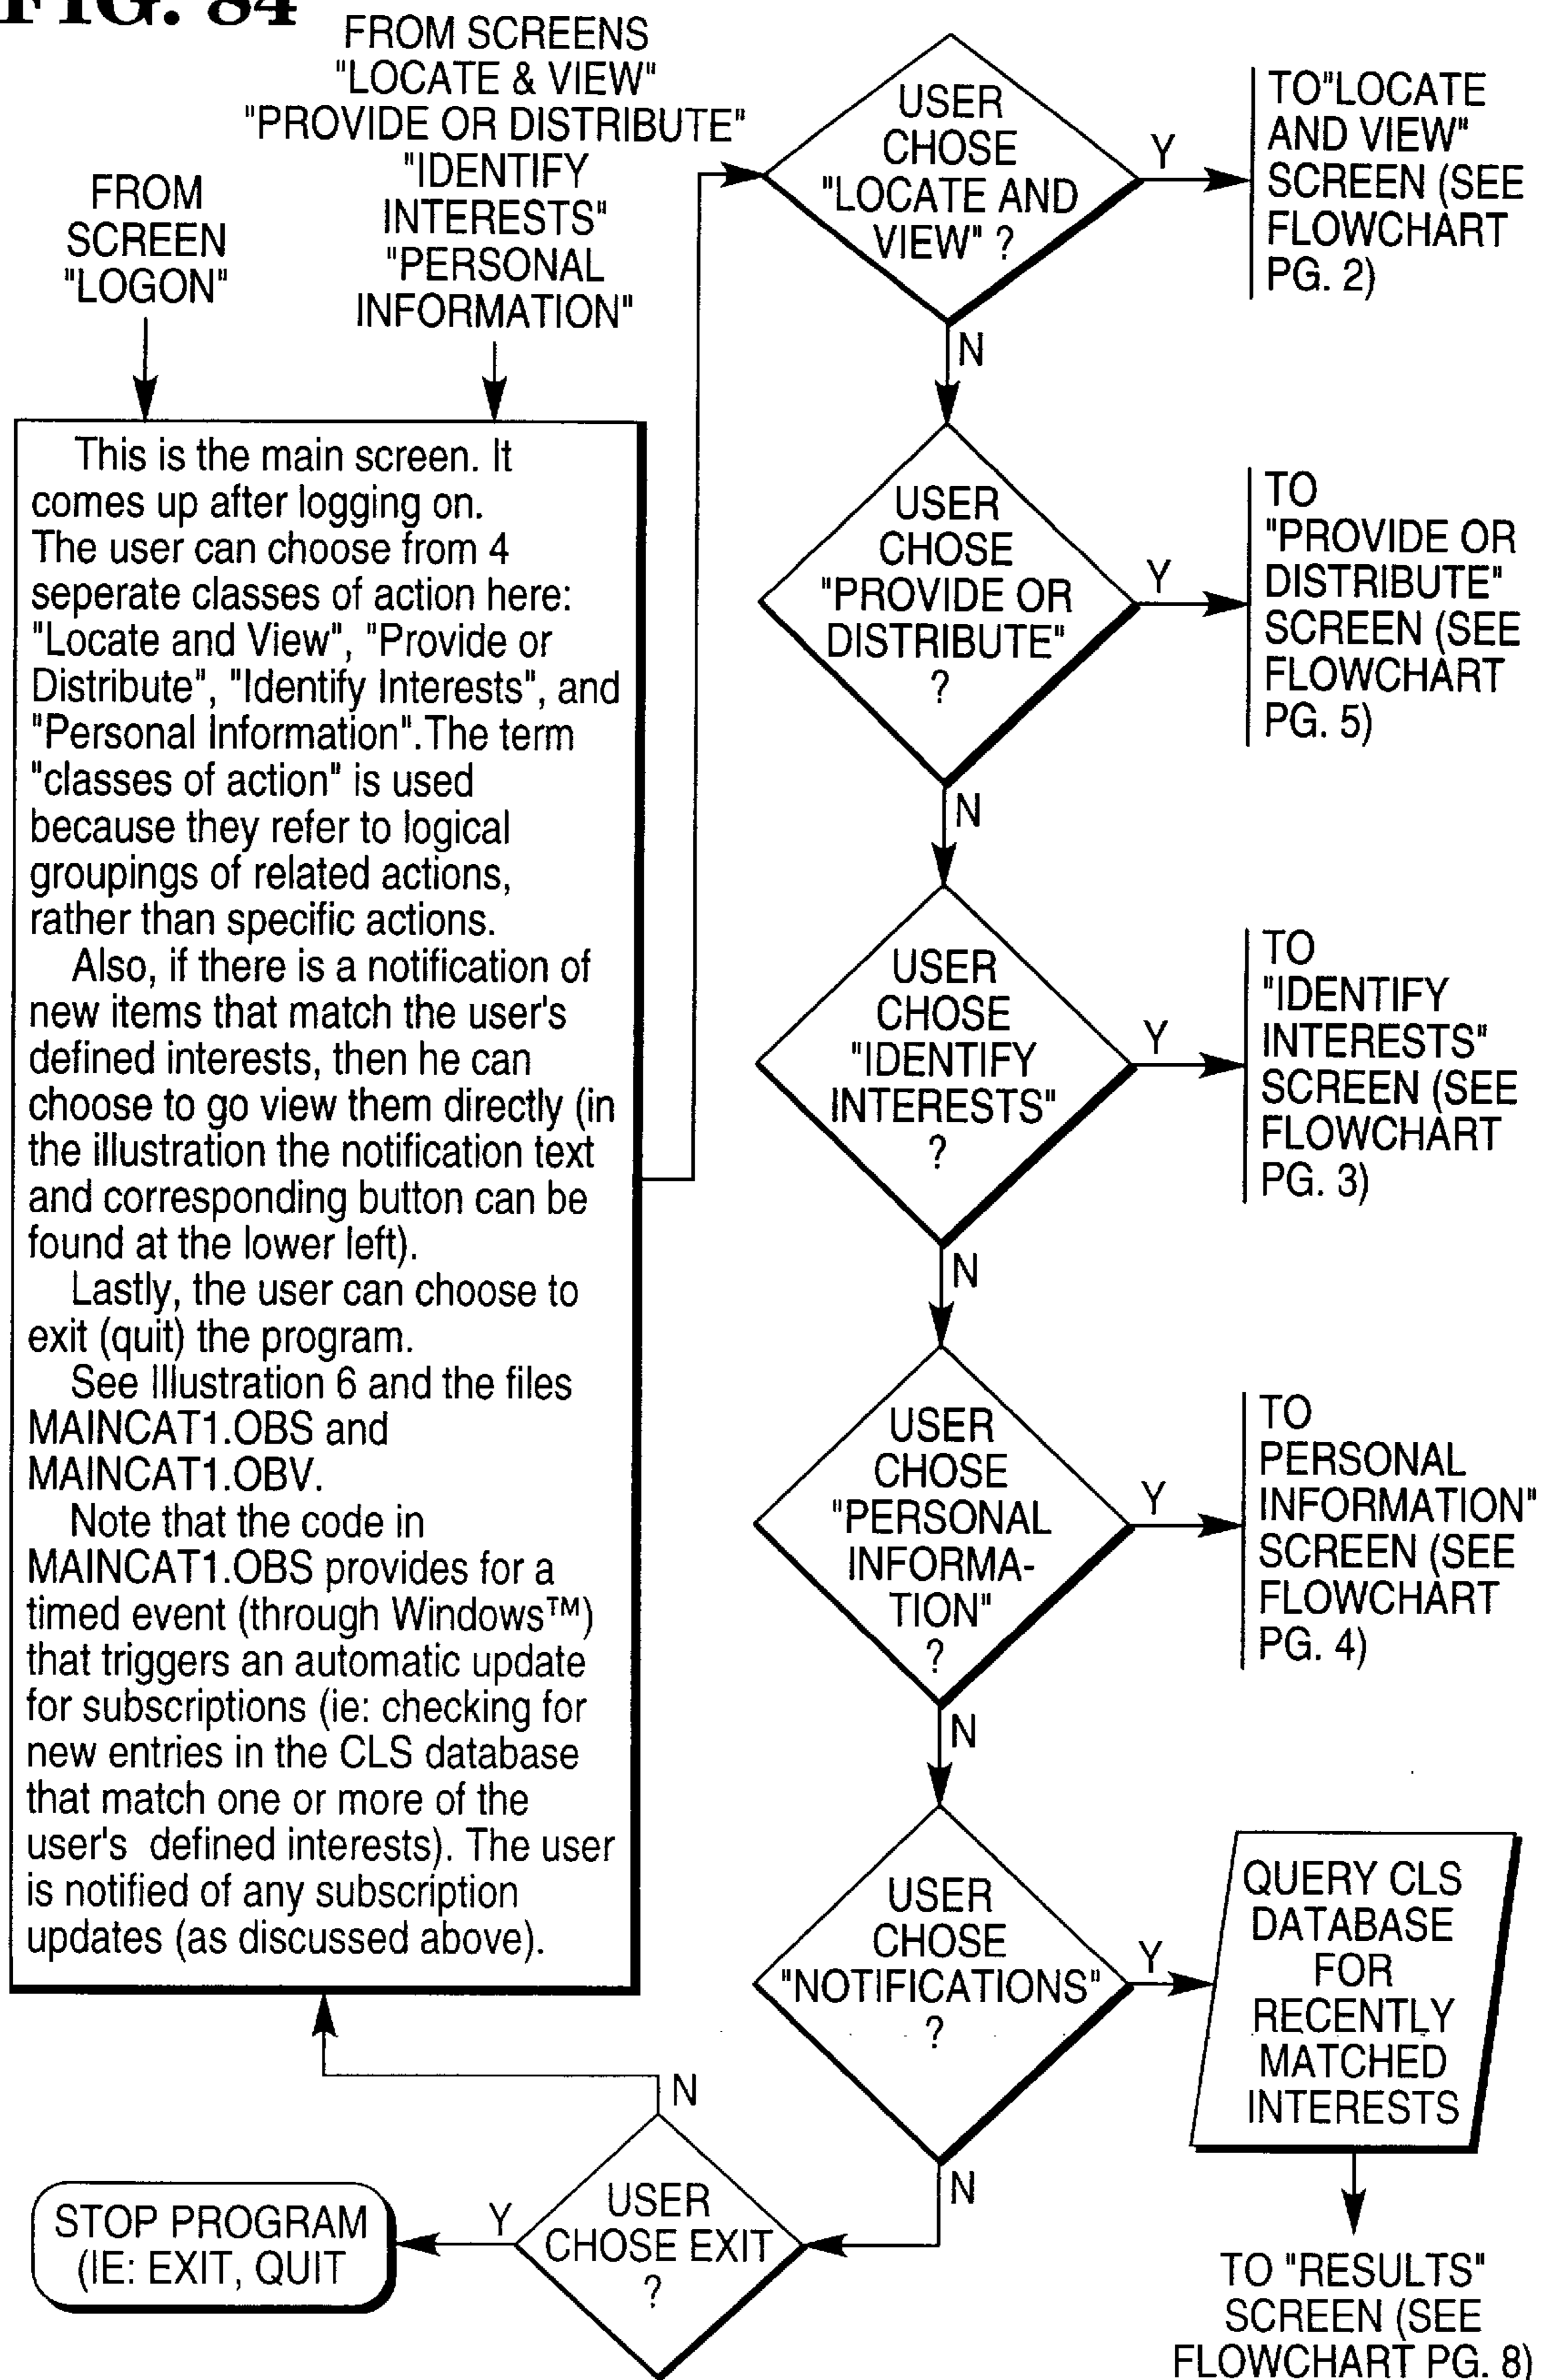 FIG. 84
FROM SCREENS
"LOCATE & VIEW"
"PROVIDE OR DISTRIBUTE"
"IDENTIFY
INTERESTS"
"PERSONAL
INFORMATION"
FROM
SCREEN
"LOGON"
This is the main screen. It
comes up after logging on.
The user can choose from 4
seperate classes of action here:
"Locate and View", "Provide or
Distribute", "Identify Interests", and
"Personal Information".The term
"classes of action" is used
because they refer to logical
groupings of related actions,
rather than specific actions.
Also, if there is a notification of
new items that match the user's
defined interests, then he can
choose to go view them directly (in
the illustration the notification text
and corresponding button can be
found at the lower left).
Lastly, the user can choose to
exit (quit) the program.
See Illustration 6 and the files
MAINCAT1.OBS and
MAINCAT1.OBV.
Note that the code in
MAINCAT1.OBS provides for a
timed event (through Windows™)
that triggers an automatic update
for subscriptions (ie: checking for
new entries in the CLS database
that match one or more of the
user's defined interests). The user
is notified of any subscription
updates (as discussed above).
USER
CHOSE
"LOCATE AND
VIEW" ?
Y
TO"LOCATE
AND VIEW"
SCREEN (SEE
FLOWCHART
PG. 2)
N
USER
CHOSE
"PROVIDE OR
DISTRIBUTE"
?
Y
TO
"PROVIDE OR
DISTRIBUTE"
SCREEN (SEE
FLOWCHART
PG. 5)
N
USER
CHOSE
"IDENTIFY
INTERESTS"
?
Y
TO
"IDENTIFY
INTERESTS"
SCREEN (SEE
FLOWCHART
PG. 3)
N
USER
CHOSE
"PERSONAL
INFORMA-
TION"
?
Y
TO
PERSONAL
INFORMATION"
SCREEN (SEE
FLOWCHART
PG. 4)
N
USER
CHOSE
"NOTIFICATIONS"
?
Y
QUERY CLS
DATABASE
FOR
RECENTLY
MATCHED
INTERESTS
TO "RESULTS"
SCREEN (SEE
FLOWCHART PG. 8)
N
USER
CHOSE EXIT
?
N
Y
STOP PROGRAM
(IE: EXIT, QUIT